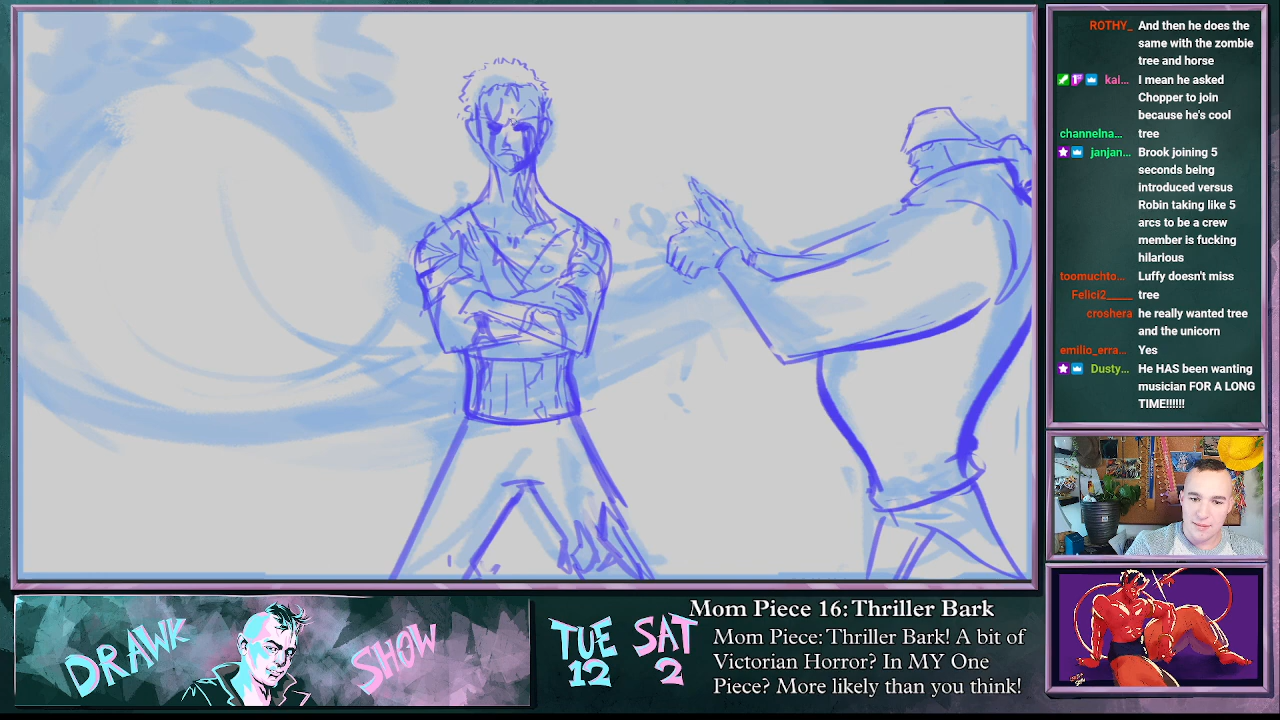 ROTHY_ And then he does the
same with the zombie
tree and horse
kal... I mean he asked
Chopper to join
because he's cool
channelna... tree
janjan... Brook joining 5
seconds being
introduced versus
Robin taking like 5
arcs to be a crew
member is fucking
hilarious
toomuchto... Luffy doesn't miss
Felici2_____ tree
croshera he really wanted tree
and the unicorn
emilio_erra... Yes
Dusty... He HAS been wanting
musician FOR A LONG
TIME!!!!!!
DRAWK SHOW
TUE SAT
12 2
Mom Piece 16: Thriller Bark
Mom Piece: Thriller Bark! A bit of
Victorian Horror? In MY One
Piece? More likely than you think!